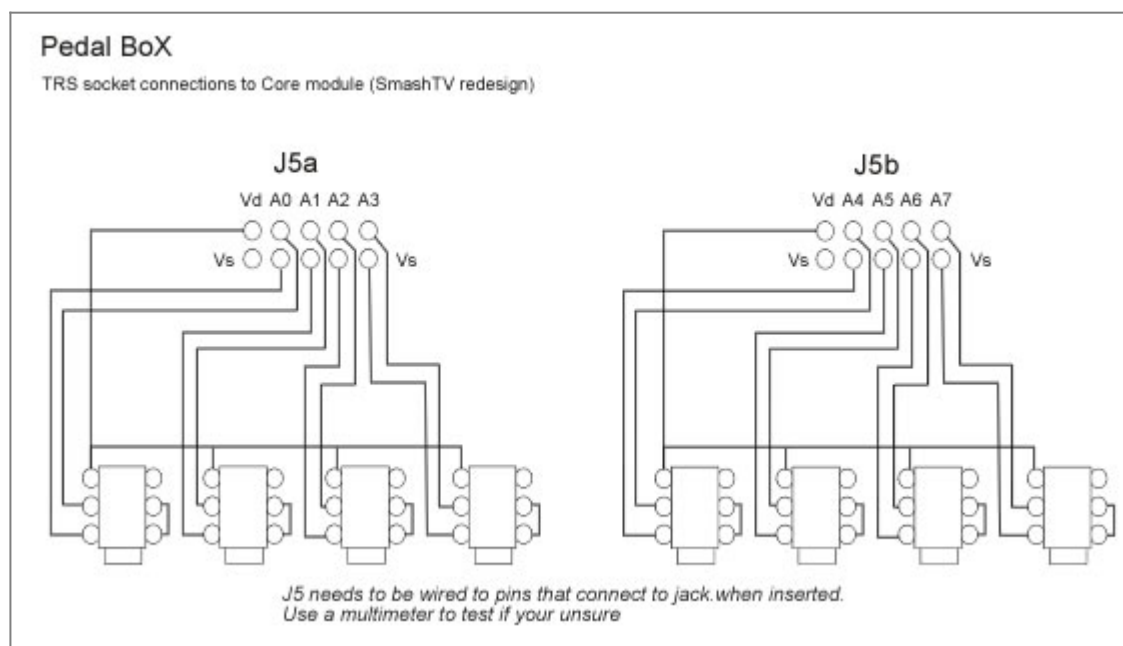 Pedal BoX
TRS socket connections to Core module (SmashTV redesign)
J5a
J5b
Vd A0 A1 A2 A3
Vd A4 A5 A6 A7
Vs
Vs
Vs
Vs
J5 needs to be wired to pins that connect to jack.when inserted.
Use a multimeter to test if your unsure